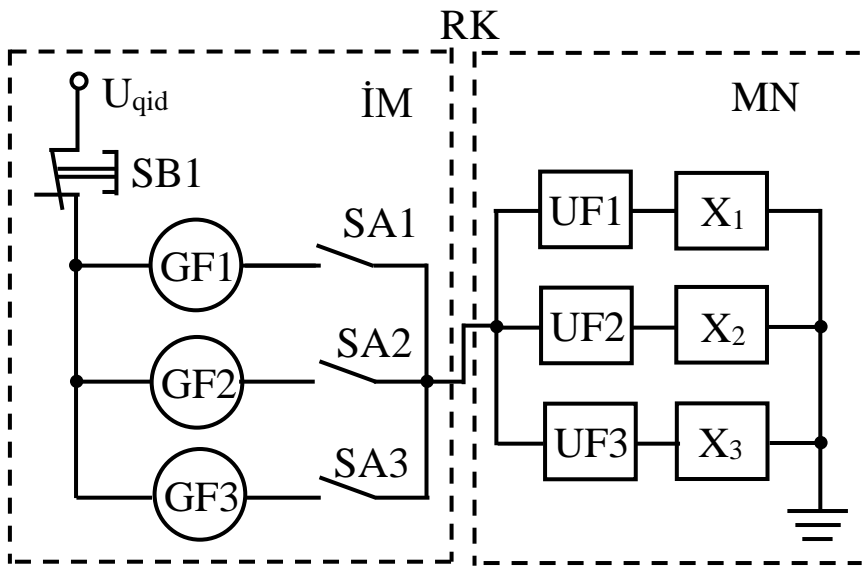 RK
U_qid
İM
MN
SB1
SA1
GF1
UF1
X₁
SA2
GF2
UF2
X₂
SA3
GF3
UF3
X₃